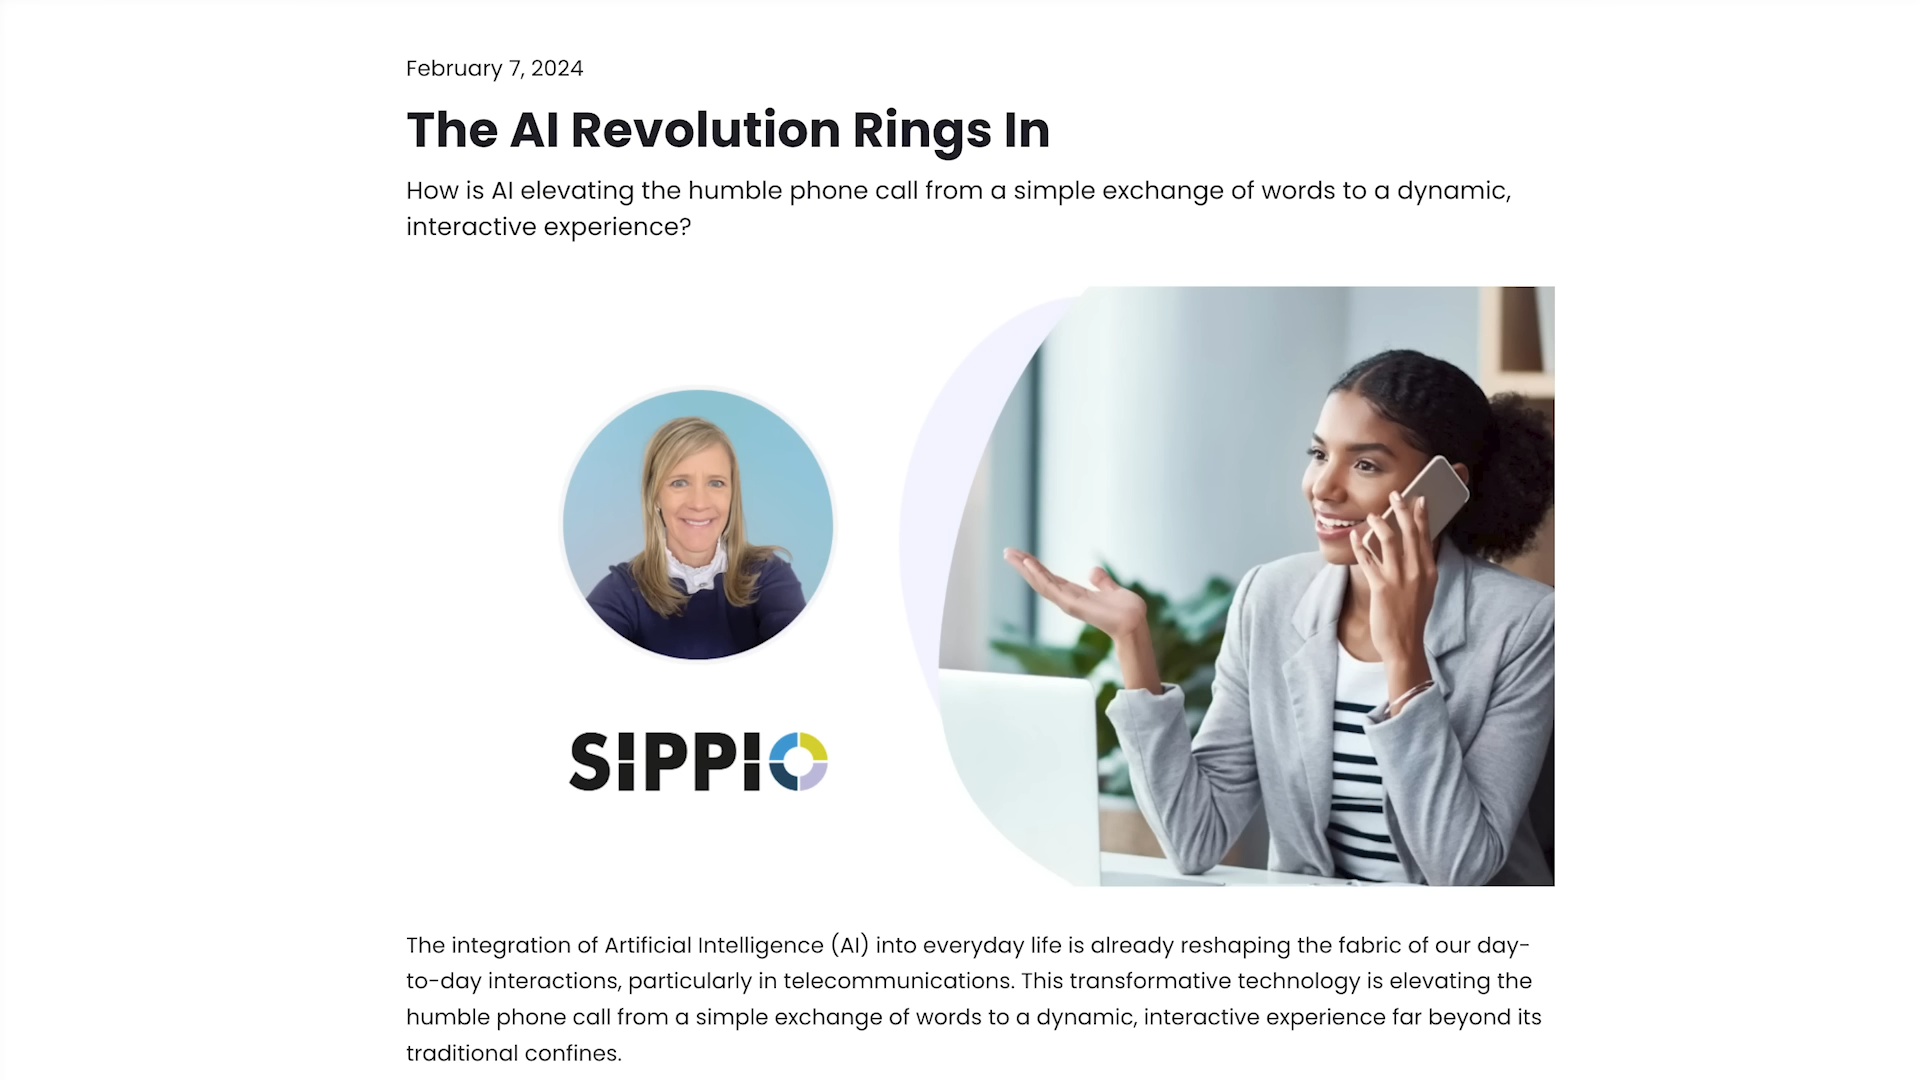 February 7, 2024
The AI Revolution Rings In
How is AI elevating the humble phone call from a simple exchange of words to a dynamic,
interactive experience?
SIPPIO
The integration of Artificial Intelligence (AI) into everyday life is already reshaping the fabric of our day-
to-day interactions, particularly in telecommunications. This transformative technology is elevating the
humble phone call from a simple exchange of words to a dynamic, interactive experience far beyond its
traditional confines.